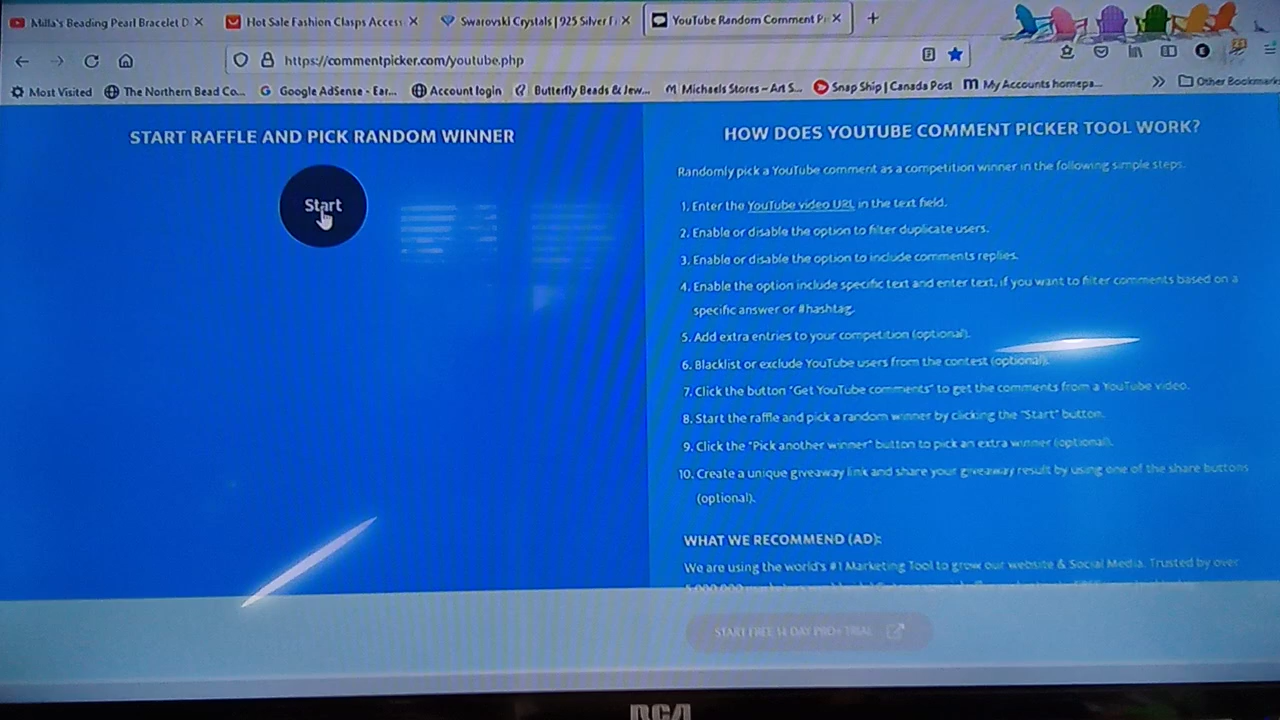 Milla's Beading Pearl Bracelet D
Hot Sale Fashion Clasps Access
Swarovski Crystals | 925 Silver F
YouTube Random Comment P
https://commentpicker.com/youtube.php
Most Visited
The Northern Bead Co...
Google AdSense - Ear...
Account login
Butterfly Beads & Jew...
Michaels Stores – Art S...
Snap Ship | Canada Post
My Accounts homepa...
Other Bookmark
START RAFFLE AND PICK RANDOM WINNER
Start
HOW DOES YOUTUBE COMMENT PICKER TOOL WORK?
Randomly pick a YouTube comment as a competition winner in the following simple steps.
1. Enter the YouTube video URL in the text field.
2. Enable or disable the option to filter duplicate users.
3. Enable or disable the option to include comments replies.
4. Enable the option include specific text and enter text, if you want to filter comments based on a
specific answer or #hashtag.
5. Add extra entries to your competition (optional).
6. Blacklist or exclude YouTube users from the contest (optional).
7. Click the button "Get YouTube comments" to get the comments from a YouTube video.
8. Start the raffle and pick a random winner by clicking the "Start" button.
9. Click the "Pick another winner" button to pick an extra winner (optional).
10. Create a unique giveaway link and share your giveaway result by using one of the share buttons
(optional).
WHAT WE RECOMMEND (AD):
We are using the world's #1 Marketing Tool to grow our website & Social Media. Trusted by over
5.000.000
START FREE 14 DAY PRO+ TRIAL
RCA